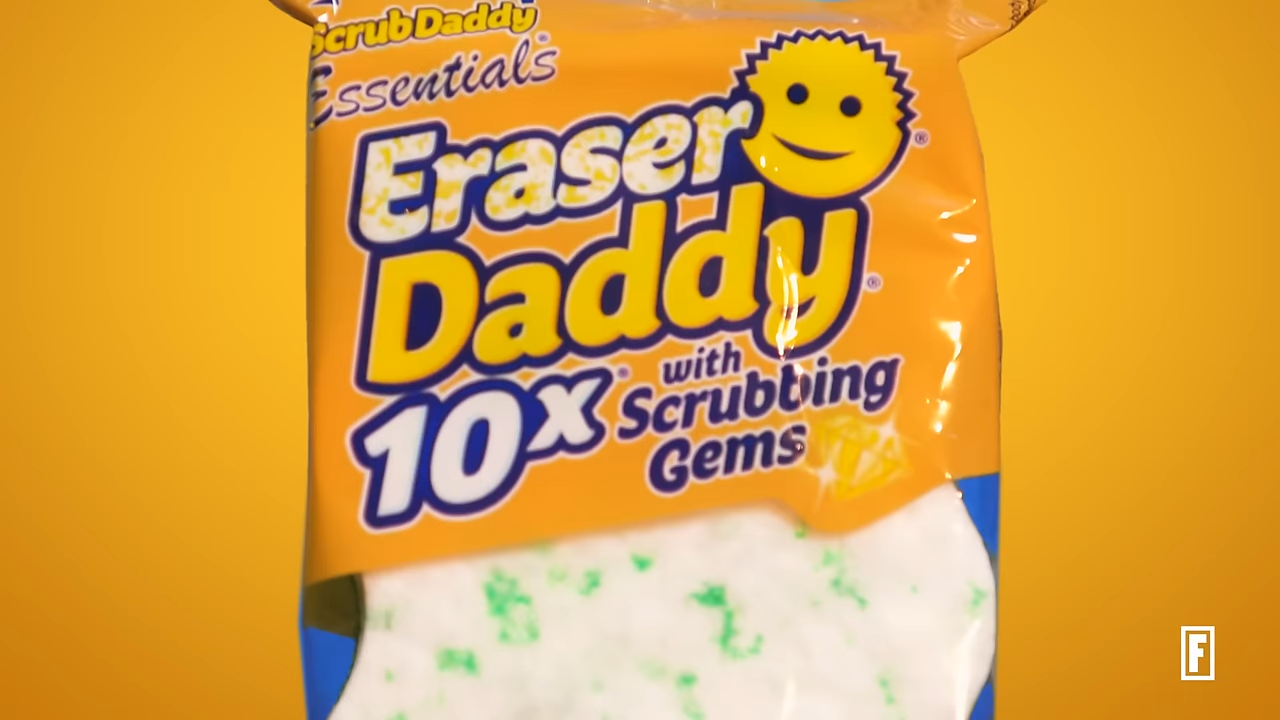 ScrubDaddy
Essentials®
Eraser
®
Daddy®
10x®
with
Scrubbing
Gems
F